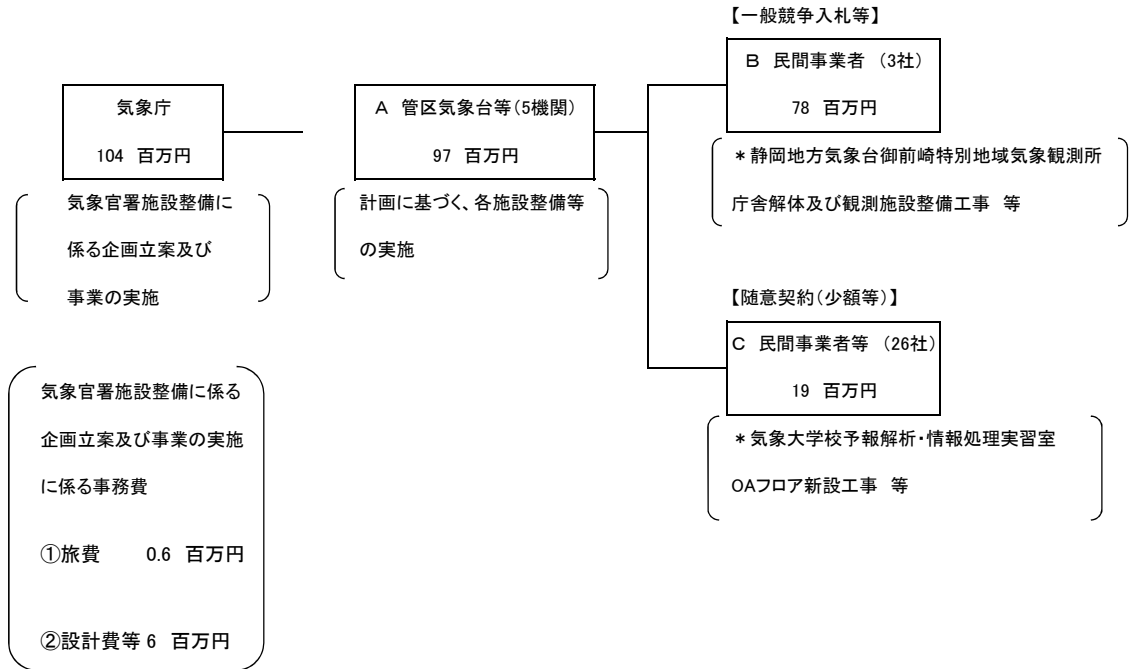 気象庁
104 百万円
気象官署施設整備に
係る企画立案及び
事業の実施
気象官署施設整備に係る
企画立案及び事業の実施
に係る事務費
①旅費 0.6 百万円
②設計費等 6 百万円
A 管区気象台等(5機関)
97 百万円
計画に基づく、各施設整備等
の実施
【一般競争入札等】
B 民間事業者 (3社)
78 百万円
*静岡地方気象台御前崎特別地域気象観測所
庁舎解体及び観測施設整備工事 等
【随意契約(少額等)】
C 民間事業者等 (26社)
19 百万円
*気象大学校予報解析・情報処理実習室
OAフロア新設工事 等